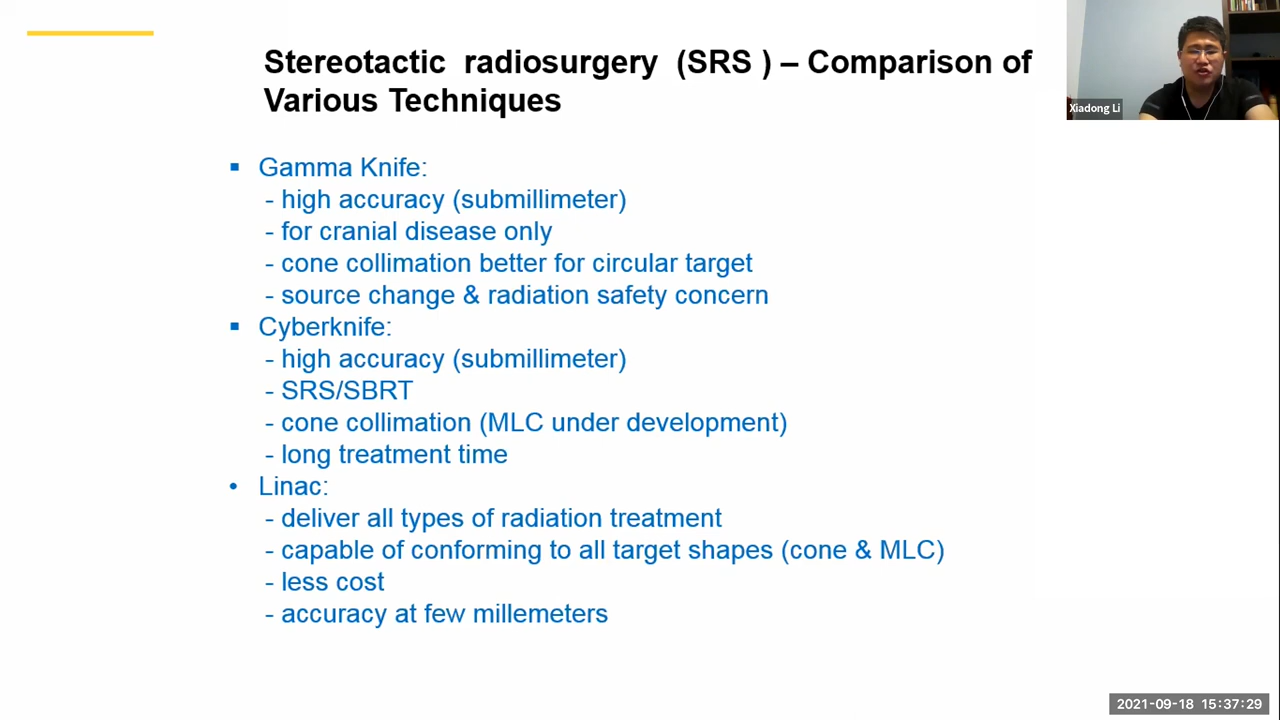 Stereotactic radiosurgery (SRS ) – Comparison of
Various Techniques
Xiadong Li
▪ Gamma Knife:
- high accuracy (submillimeter)
- for cranial disease only
- cone collimation better for circular target
- source change & radiation safety concern
▪ Cyberknife:
- high accuracy (submillimeter)
- SRS/SBRT
- cone collimation (MLC under development)
- long treatment time
• Linac:
- deliver all types of radiation treatment
- capable of conforming to all target shapes (cone & MLC)
- less cost
- accuracy at few millemeters
2021-09-18 15:37:29